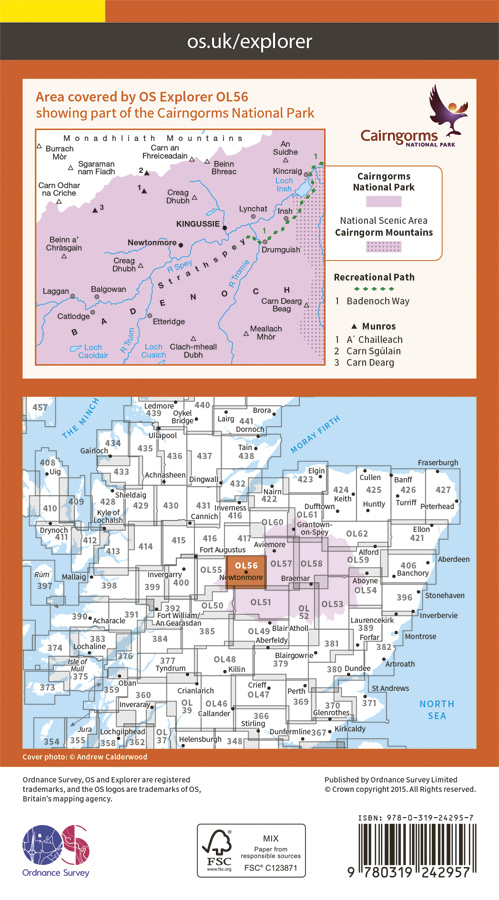 os.uk/explorer
Area covered by OS Explorer OL56
showing part of the Cairngorms National Park
Cairngorms
NATIONAL PARK
Monadhliath Mountains
Burrach
Mòr
Carn an
Fhreiceadain
An
Suidhe
1
Sgaraman
nam Fiadh
2
Beinn
Bhreac
Kincraig
Loch
Insh
Carn Odhar
na Criche
1
Creag
Dhubh
3
Lynchat
Insh
KINGUSSIE
Beinn a'
Chràsgain
Newtonmore
1
Drumguish
Creag
Dhubh
R Spey
Strathspey
R Tromie
Laggan
Balgowan
BADENOCH
Carn Dearg
Beag
Catlodge
Etteridge
R Truim
Meallach
Mhòr
Loch
Caoldair
Loch
Cuaich
Clach-mheall
Dubh
Cairngorms
National Park
National Scenic Area
Cairngorm Mountains
Recreational Path
1 Badenoch Way
Munros
1 A' Chailleach
2 Carn Sgùlain
3 Carn Dearg
457
THE MINCH
Ledmore
439
440
Oykel
Bridge
Lairg
Brora
441
Dornoch
MORAY FIRTH
Ullapool
434
Gairloch
435
436
437
Tain
438
408
Uig
433
Achnasheen
Dingwall
432
Nairn
422
Elgin
423
Cullen
Banff
Fraserburgh
424
425
426
427
Keith
Turriff
Peterhead
Shieldaig
410
409
428
429
430
431
Inverness
Dufftown
Huntly
Kyle of
Lochalsh
Cannich
417
OL60
OL61
Grantown-
on-Spey
OL62
Ellon
421
Drynoch
411
412
413
414
415
416
Fort Augustus
Aviemore
Alford
OL59
Aberdeen
Rùm
397
Mallaig
398
Invergarry
399
400
OL55
OL56
Newtonmore
OL57
OL58
Braemar
Aboyne
OL54
406
Banchory
396
Stonehaven
390
Acharacle
392
Fort William/
An Gearasdan
OL50
OL51
OL
52
OL53
Laurencekirk
Inverbervie
374
383
Lochaline
384
385
OL49
Blair Atholl
Aberfeldy
389
Forfar
382
Montrose
Isle of
Mull
375
376
377
Tyndrum
OL48
Killin
Blairgowrie
379
381
380
Dundee
Arbroath
373
359
Oban
360
Crianlarich
Crieff
OL47
Perth
369
St Andrews
371
NORTH
SEA
Inveraray
OL
39
OL46
Callander
366
Stirling
370
Glenrothes
354
355
Jura
358
Lochgilphead
362
OL
37
Helensburgh
348
Dunfermline
367
Kirkcaldy
Cover photo: © Andrew Calderwood
Ordnance Survey, OS and Explorer are registered
trademarks, and the OS logos are trademarks of OS,
Britain's mapping agency.
Published by Ordnance Survey Limited
© Crown copyright 2015. All Rights Reserved.
OS
Ordnance Survey
FSC
www.fsc.org
MIX
Paper from
responsible sources
FSC® C123871
ISBN: 978-0-319-24295-7
9 780319 242957